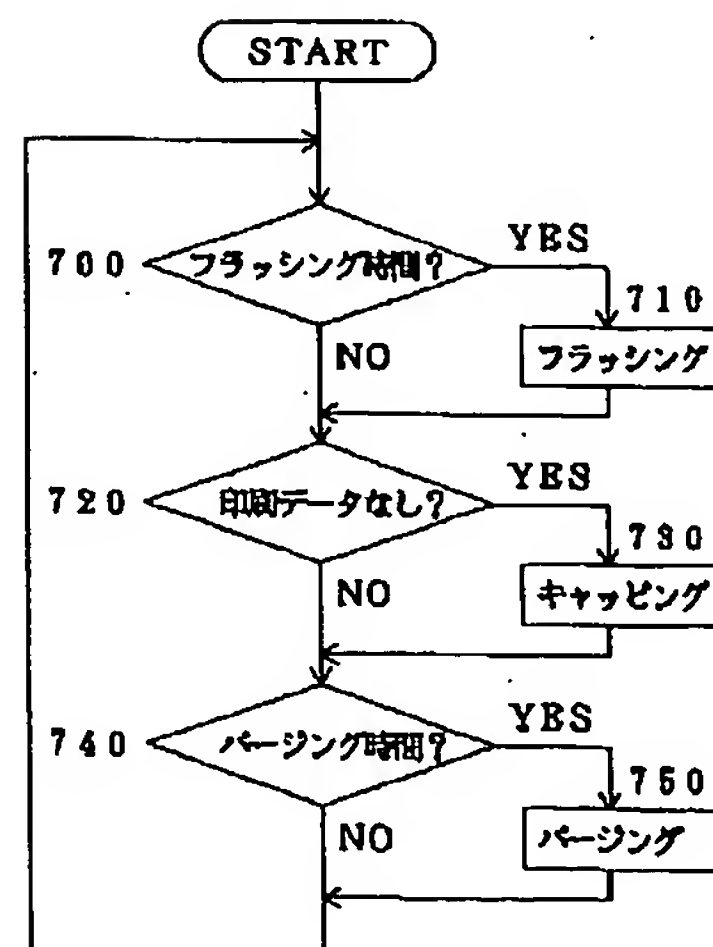 START
700
フラッシング時間?
YES
710
フラッシング
NO
720
印刷データなし?
YES
730
キャッピング
NO
740
パージング時間?
YES
750
パージング
NO